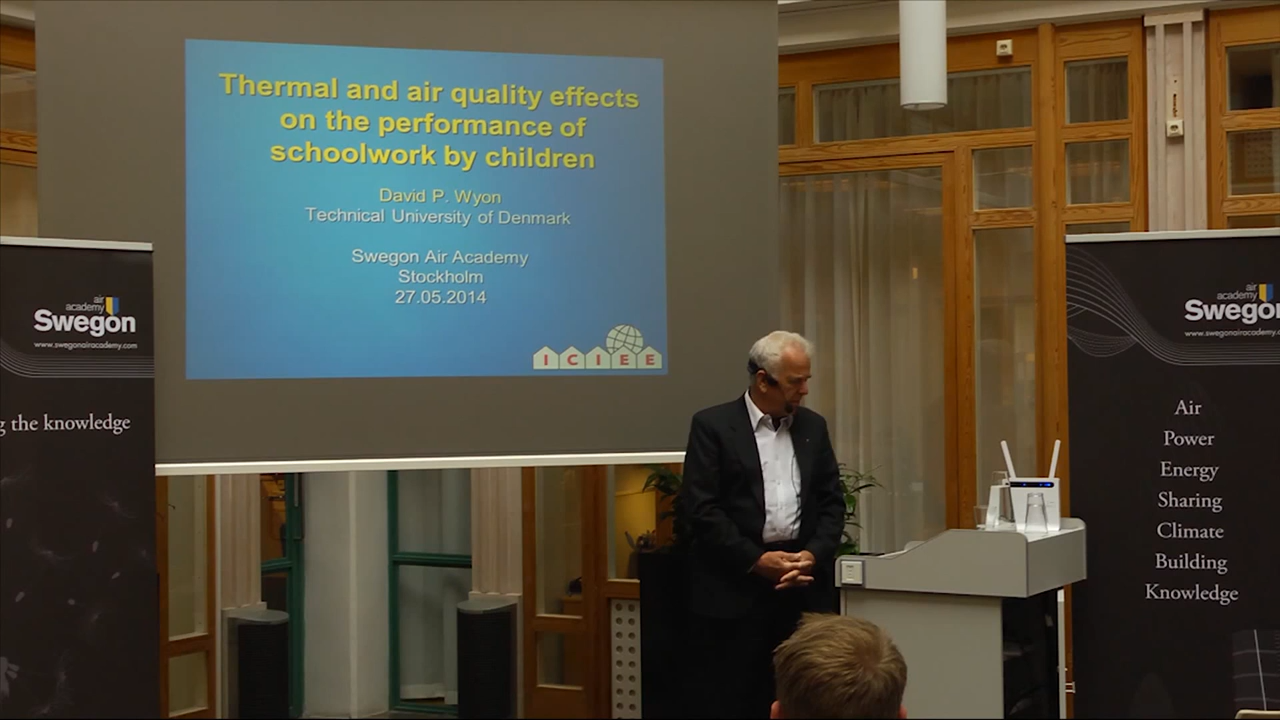 Thermal and air quality effects
on the performance of
schoolwork by children
David P. Wyon
Technical University of Denmark
Swegon Air Academy
Stockholm
27.05.2014
I C I E E
air
academy
Swegon
www.swegonairacademy.com
g the knowledge
air
academy
Swegon
www.swegonairacademy.c
Air
Power
Energy
Sharing
Climate
Building
Knowledge